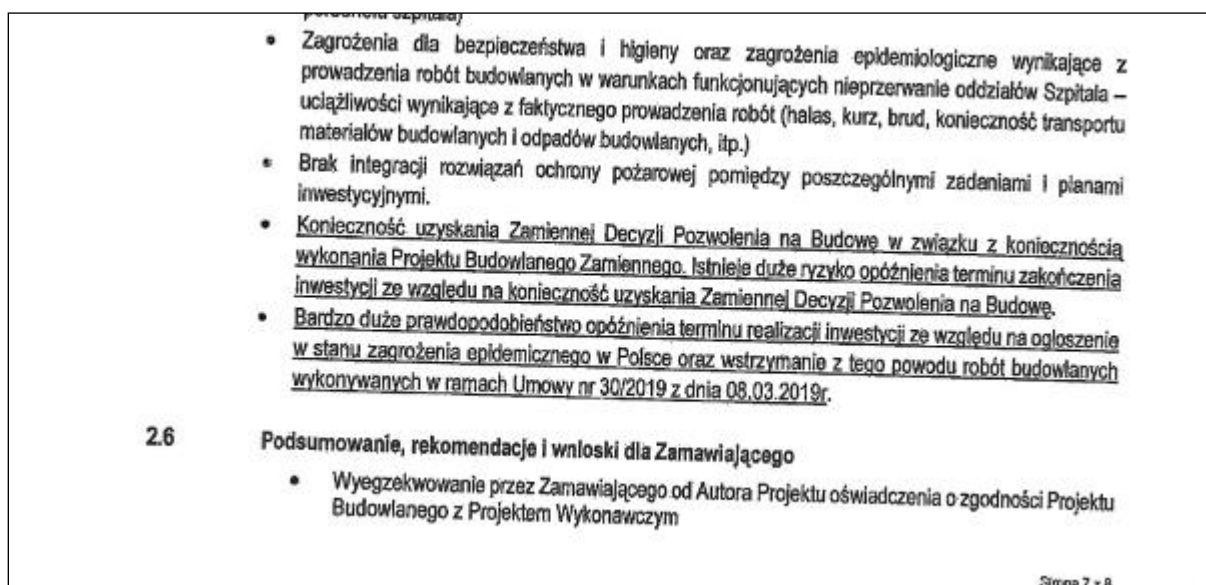 personelu szpitala)
• Zagrożenia dla bezpieczeństwa i higieny oraz zagrożenia epidemiologiczne wynikające z
prowadzenia robót budowlanych w warunkach funkcjonujących nieprzerwanie oddziałów Szpitala –
uciążliwości wynikające z faktycznego prowadzenia robót (hałas, kurz, brud, konieczność transportu
materiałów budowlanych i odpadów budowlanych, itp.)
• Brak integracji rozwiązań ochrony pożarowej pomiędzy poszczególnymi zadaniami i planami
inwestycyjnymi.
• Konieczność uzyskania Zamiennej Decyzji Pozwolenia na Budowę w związku z koniecznością
wykonania Projektu Budowlanego Zamiennego. Istnieje duże ryzyko opóźnienia terminu zakończenia
inwestycji ze względu na konieczność uzyskania Zamiennej Decyzji Pozwolenia na Budowę.
• Bardzo duże prawdopodobieństwo opóźnienia terminu realizacji inwestycji ze względu na ogłoszenie
w stanu zagrożenia epidemicznego w Polsce oraz wstrzymanie z tego powodu robót budowlanych
wykonywanych w ramach Umowy nr 30/2019 z dnia 08.03.2019r.
2.6 Podsumowanie, rekomendacje i wnioski dla Zamawiającego
• Wyegzekwowanie przez Zamawiającego od Autora Projektu oświadczenia o zgodności Projektu
Budowlanego z Projektem Wykonawczym
Strona 7 z 8